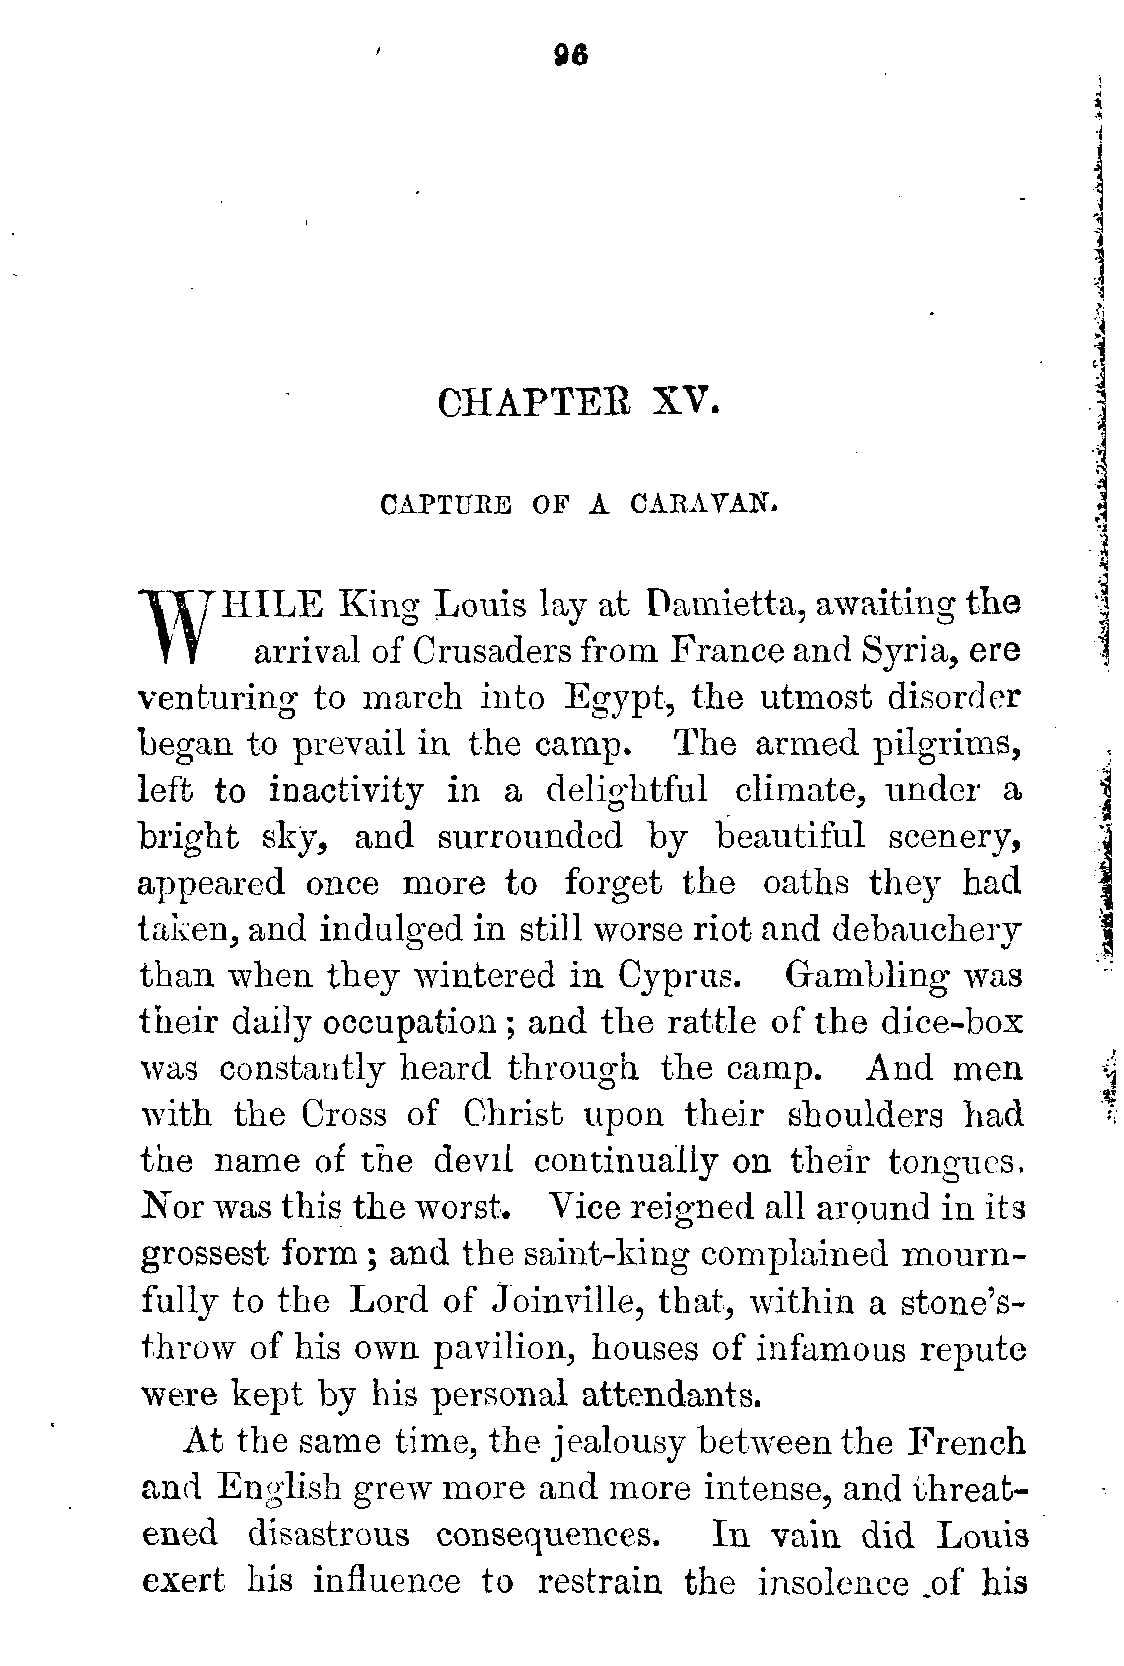 96
CHAPTER XV.
CAPTURE OF A CARAVAN.
WHILE King Louis lay at Damietta, awaiting the
arrival of Crusaders from France and Syria, ere
venturing to march into Egypt, the utmost disorder
began to prevail in the camp. The armed pilgrims,
left to inactivity in a delightful climate, under a
bright sky, and surrounded by beautiful scenery,
appeared once more to forget the oaths they had
taken, and indulged in still worse riot and debauchery
than when they wintered in Cyprus. Gambling was
their daily occupation; and the rattle of the dice-box
was constantly heard through the camp. And men
with the Cross of Christ upon their shoulders had
the name of the devil continually on their tongues.
Nor was this the worst. Vice reigned all around in its
grossest form; and the saint-king complained mourn-
fully to the Lord of Joinville, that, within a stone's-
throw of his own pavilion, houses of infamous repute
were kept by his personal attendants.
At the same time, the jealousy between the French
and English grew more and more intense, and threat-
ened disastrous consequences. In vain did Louis
exert his influence to restrain the insolence of his